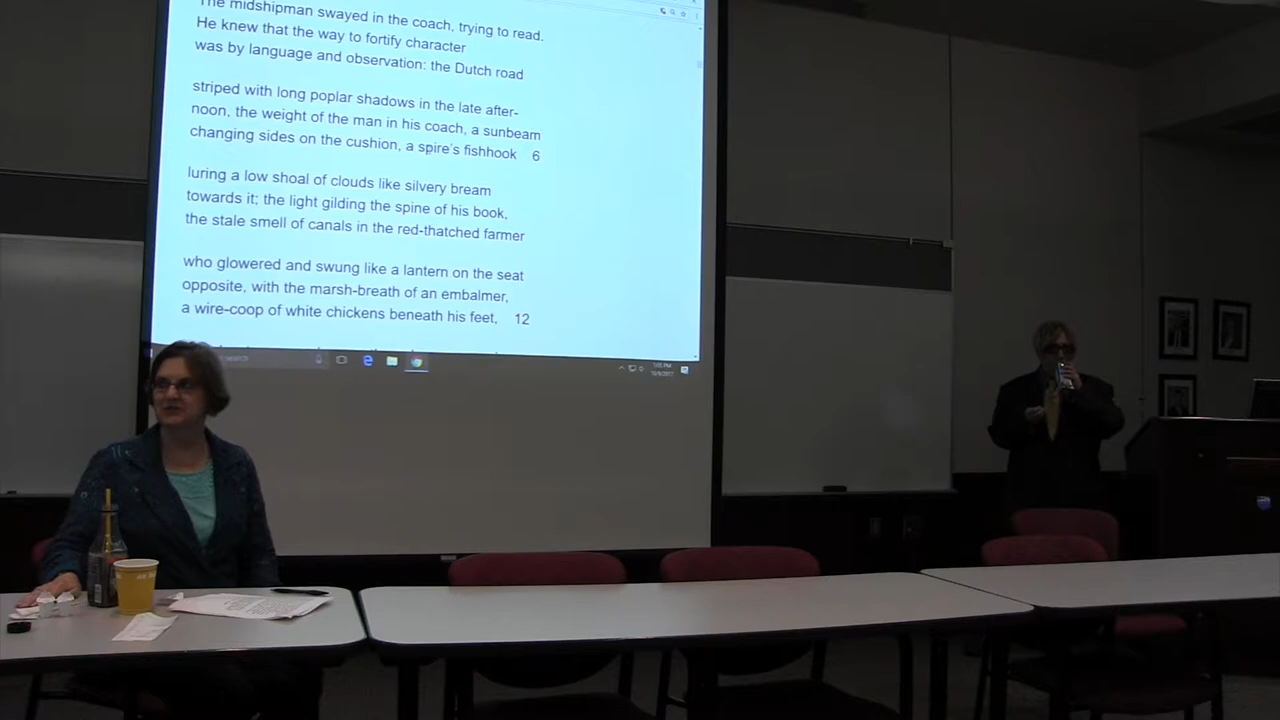 The midshipman swayed in the coach, trying to read.
He knew that the way to fortify character
was by language and observation: the Dutch road
striped with long poplar shadows in the late after-
noon, the weight of the man in his coach, a sunbeam
changing sides on the cushion, a spire's fishhook 6
luring a low shoal of clouds like silvery bream
towards it; the light gilding the spine of his book,
the stale smell of canals in the red-thatched farmer
who glowered and swung like a lantern on the seat
opposite, with the marsh-breath of an embalmer,
a wire-coop of white chickens beneath his feet, 12
search